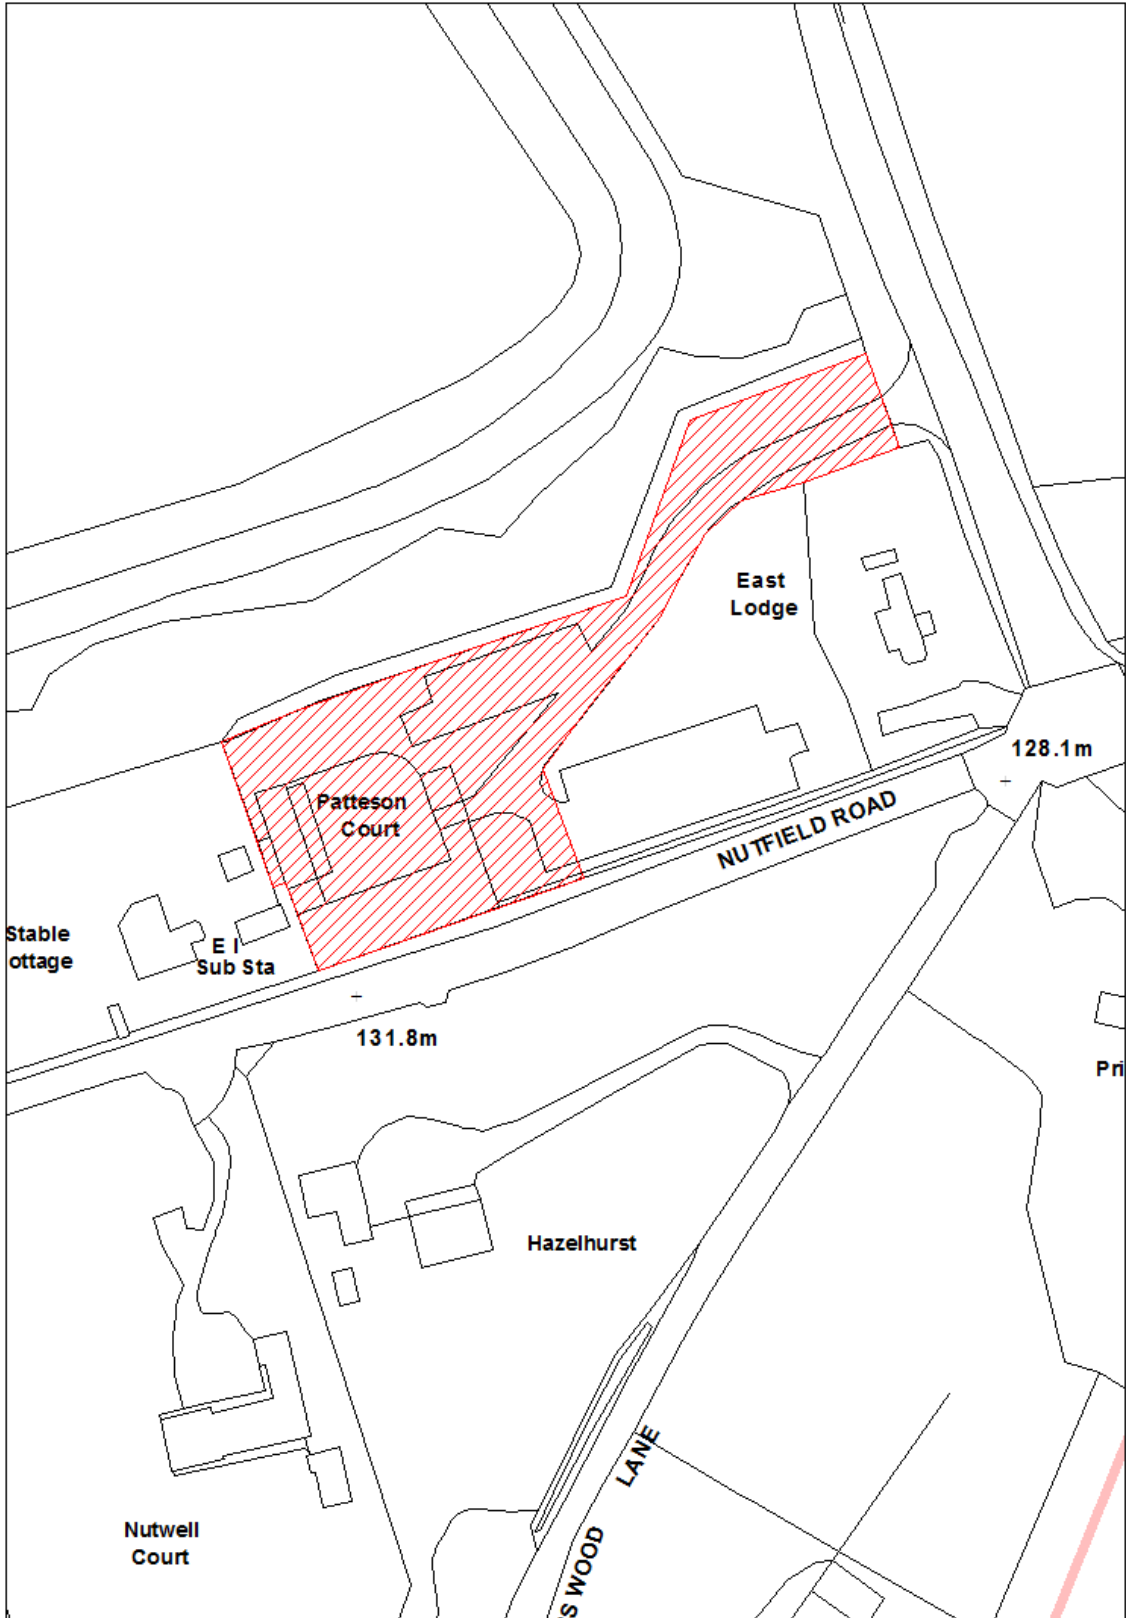 East
Lodge
128.1m
Patteson
Court
NUTFIELD ROAD
Stable
ottage
E l
Sub Sta
131.8m
Pri
Hazelhurst
LANE
S WOOD
Nutwell
Court